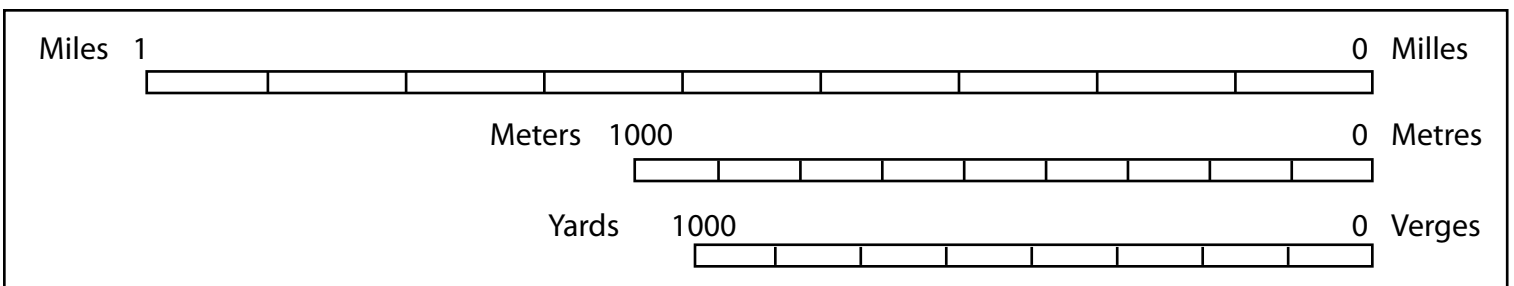 Miles 1 0 Milles
Meters 1000 0 Metres
Yards 1000 0 Verges